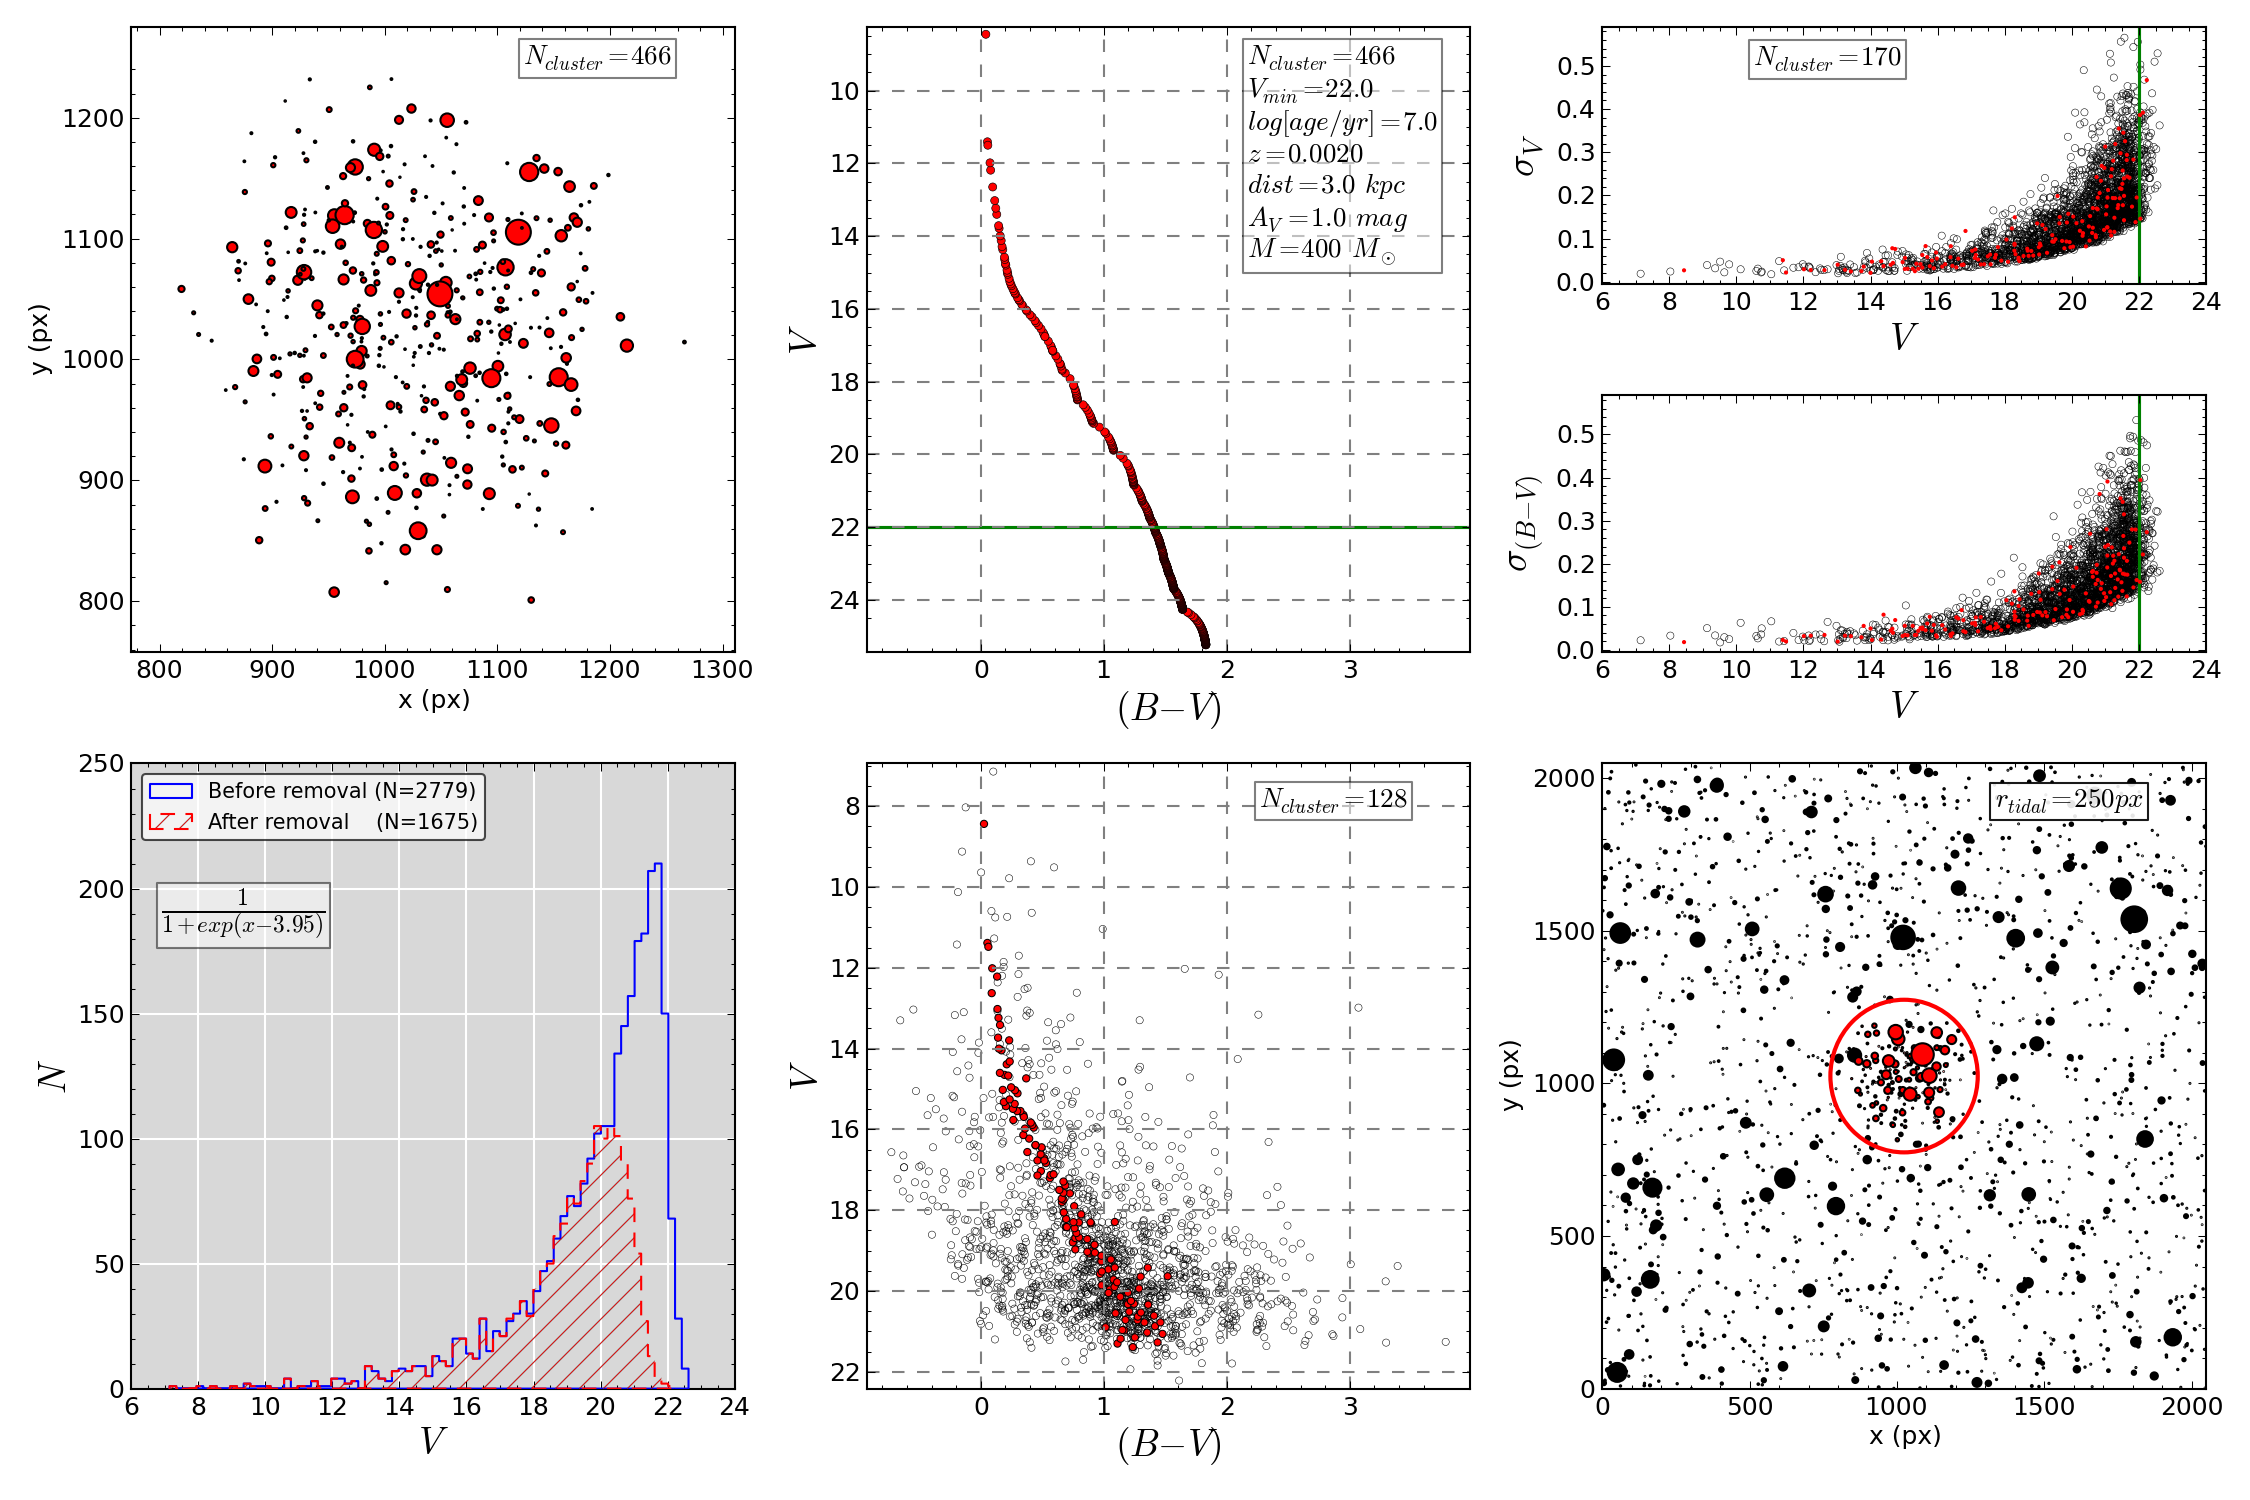 N_cluster=466
1200
1100
1000
900
800
y (px)
800 900 1000 1100 1200 1300
x (px)
N_cluster=466
V_min=22.0
log[age/yr]=7.0
z=0.0020
dist=3.0 kpc
A_V=1.0 mag
M=400 M_⊙
10
12
14
16
18
20
22
24
V
0 1 2 3
(B−V)
N_cluster=170
0.5
0.4
0.3
0.2
0.1
0.0
σ_V
6 8 10 12 14 16 18 20 22 24
V
0.5
0.4
0.3
0.2
0.1
0.0
σ_(B−V)
6 8 10 12 14 16 18 20 22 24
V
Before removal (N=2779)
After removal (N=1675)
1
1+exp(x−3.95)
250
200
150
100
50
0
N
6 8 10 12 14 16 18 20 22 24
V
N_cluster=128
8
10
12
14
16
18
20
22
V
0 1 2 3
(B−V)
r_tidal=250px
2000
1500
1000
500
0
y (px)
0 500 1000 1500 2000
x (px)